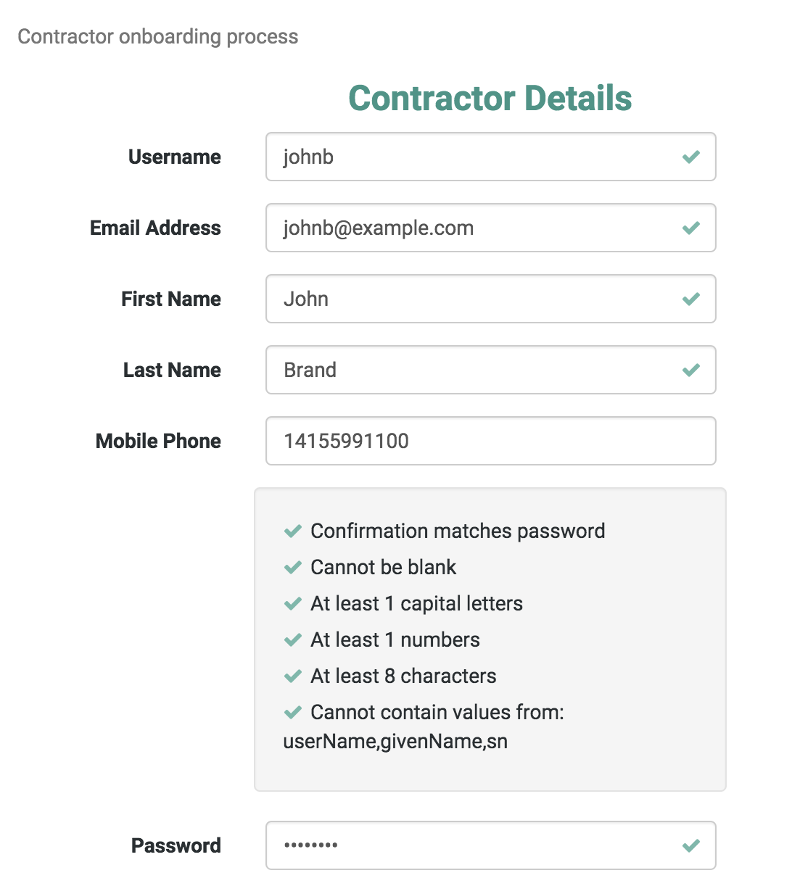 Contractor onboarding process
Contractor Details
Username
johnb
Email Address
johnb@example.com
First Name
John
Last Name
Brand
Mobile Phone
14155991100
Confirmation matches password
Cannot be blank
At least 1 capital letters
At least 1 numbers
At least 8 characters
Cannot contain values from:
userName,givenName,sn
Password
••••••••